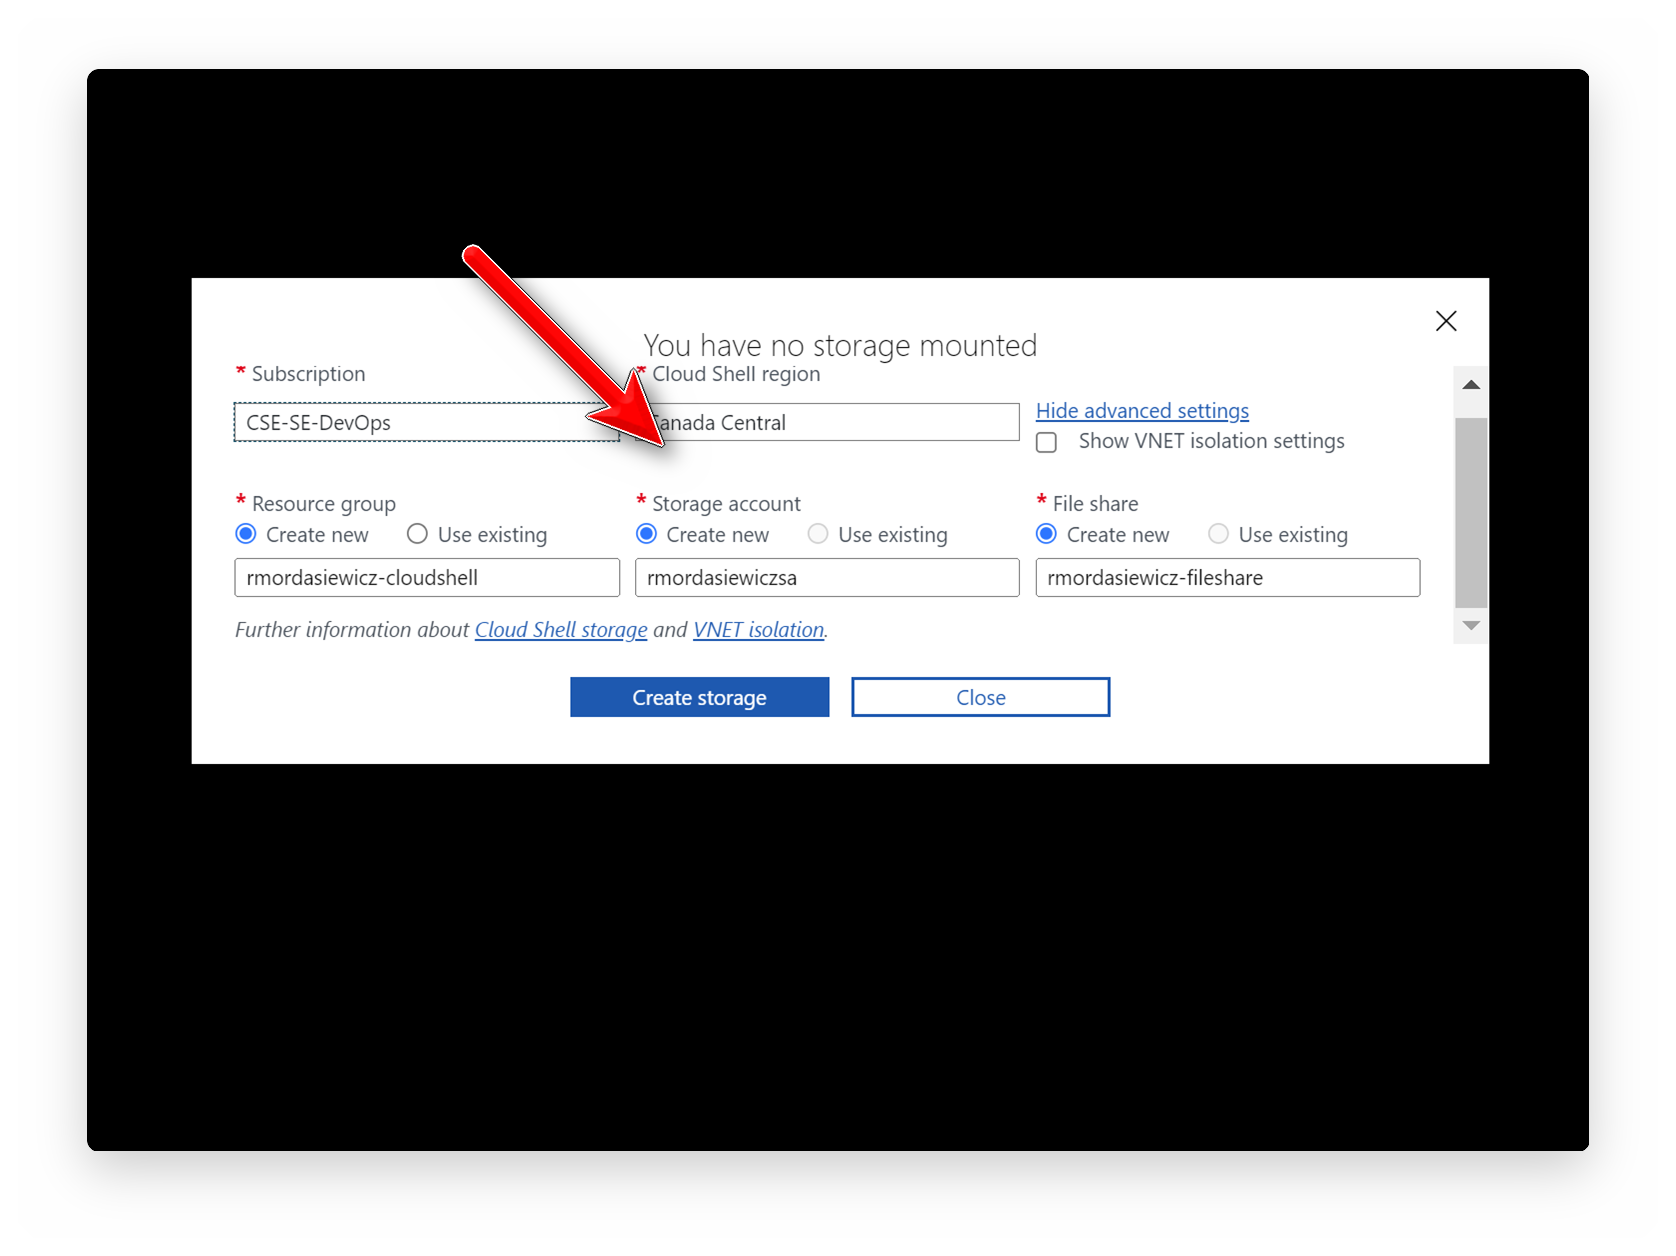 You have no storage mounted
* Subscription
* Cloud Shell region
CSE-SE-DevOps
Canada Central
Hide advanced settings
Show VNET isolation settings
* Resource group
* Storage account
* File share
Create new
Use existing
Create new
Use existing
Create new
Use existing
rmordasiewicz-cloudshell
rmordasiewiczsa
rmordasiewicz-fileshare
Further information about Cloud Shell storage and VNET isolation.
Create storage
Close